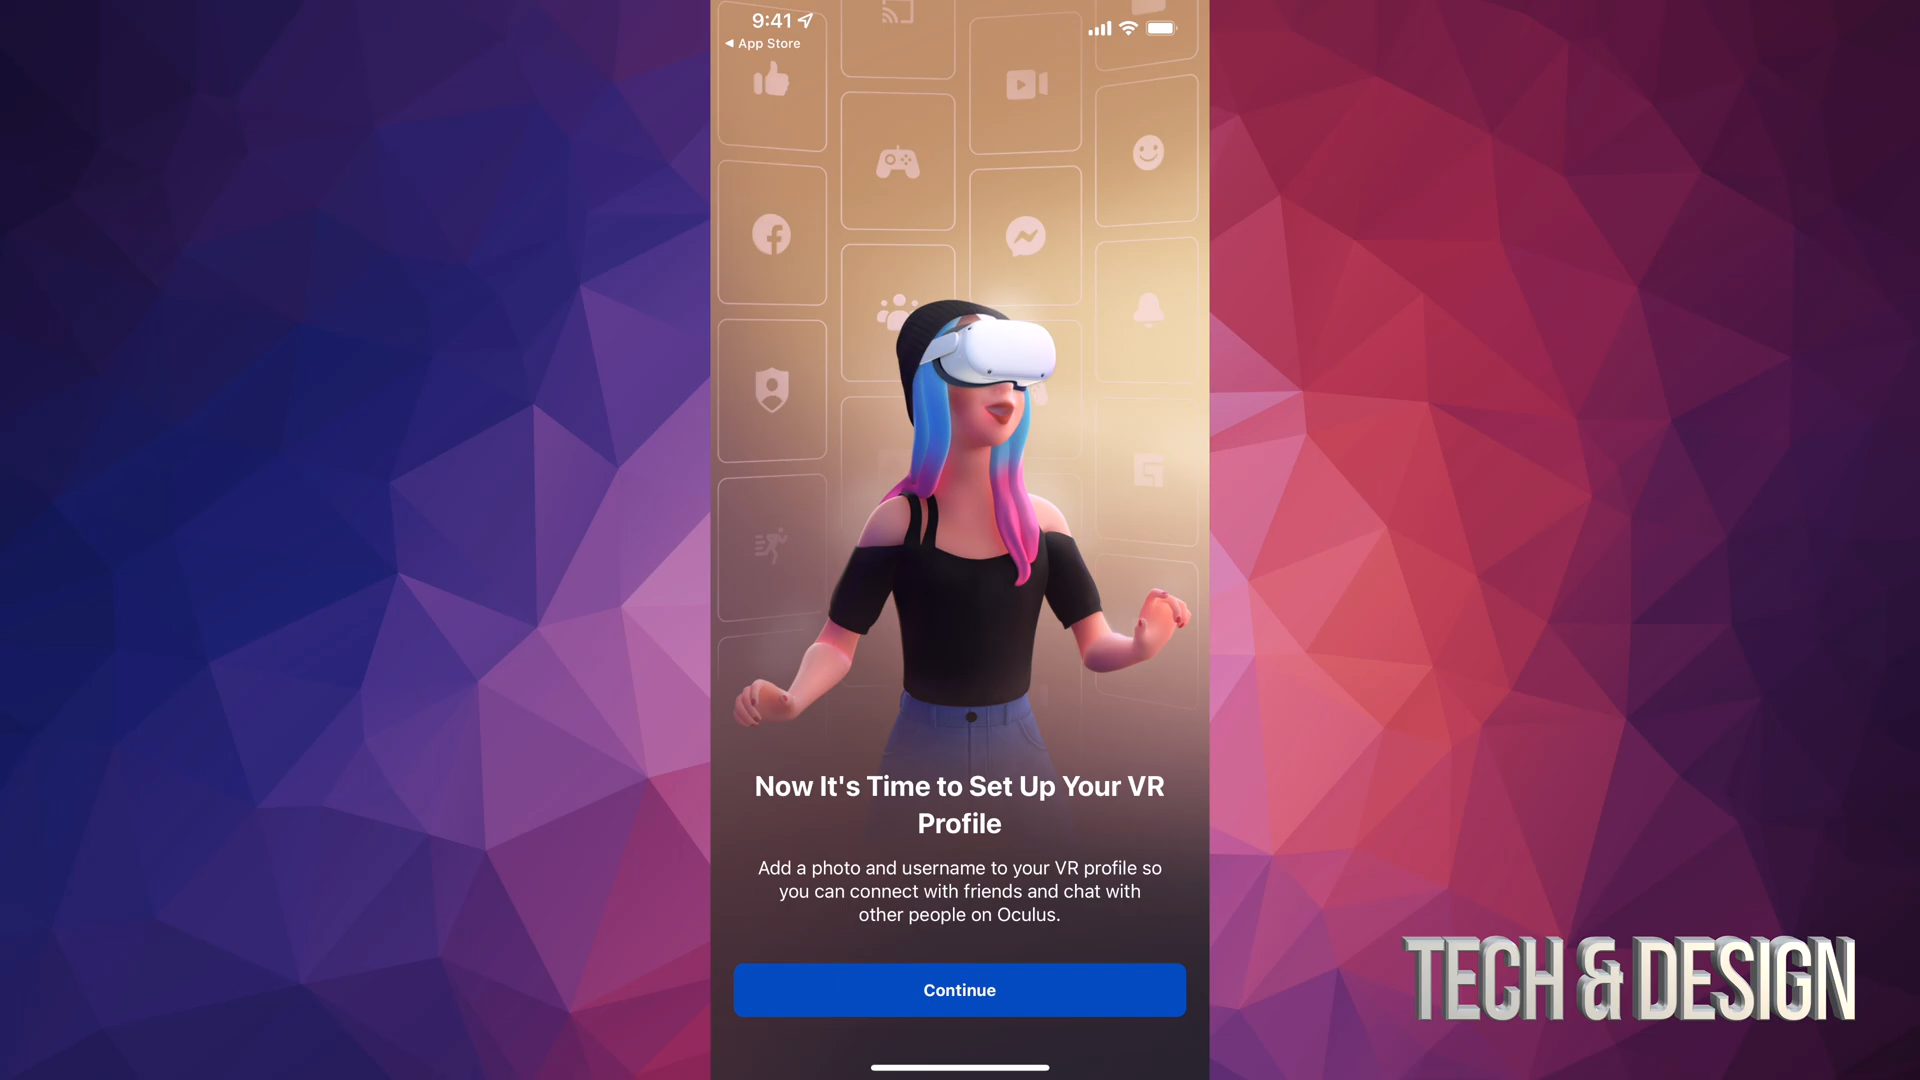 9:41
◀ App Store
Now It's Time to Set Up Your VR
Profile
Add a photo and username to your VR profile so
you can connect with friends and chat with
other people on Oculus.
Continue
TECH & DESIGN